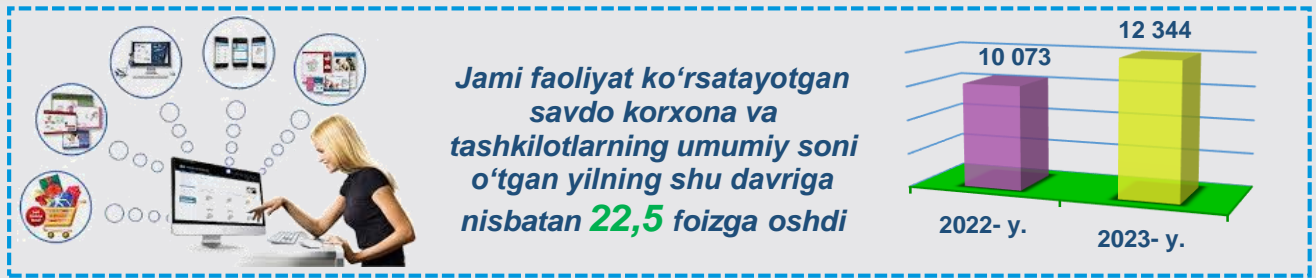 Jami faoliyat ko‘rsatayotgan
savdo korxona va
tashkilotlarning umumiy soni
o‘tgan yilning shu davriga
nisbatan 22,5 foizga oshdi
10 073
12 344
2022- y.
2023- y.